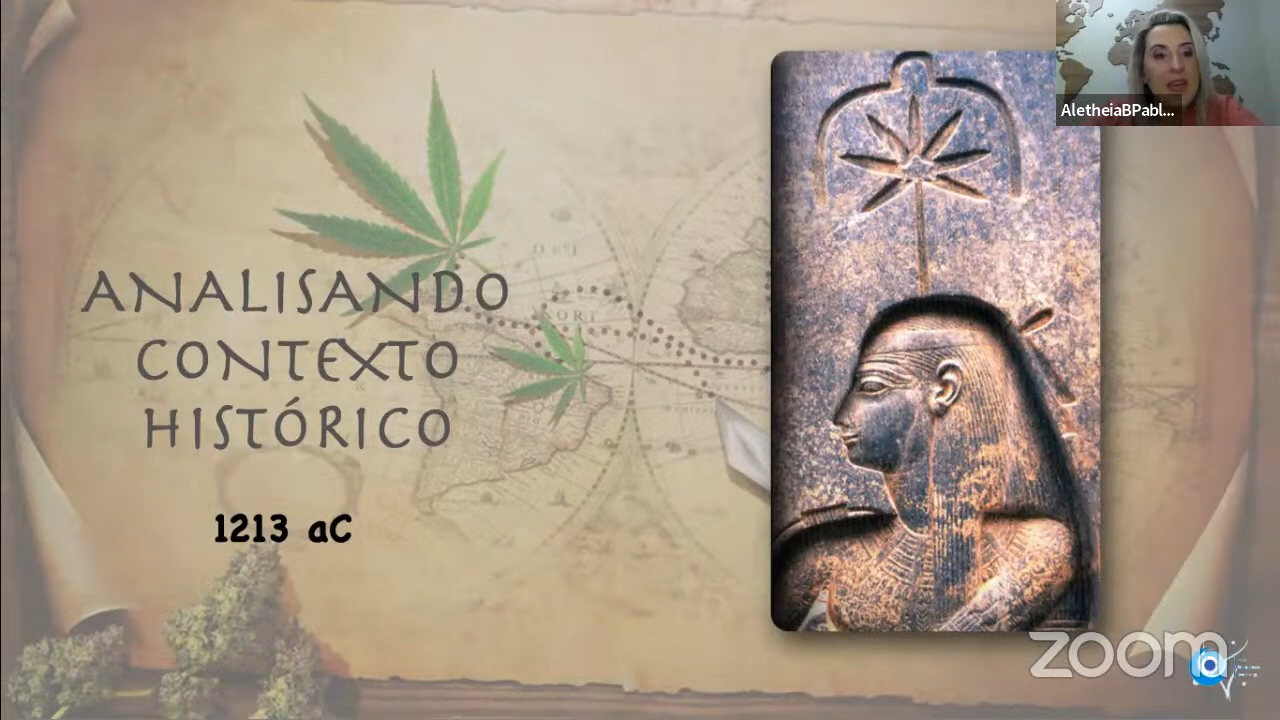 AletheiaBPabl...
ANALISANDO
CONTEXTO
HISTÓRICO
1213 aC
zoom